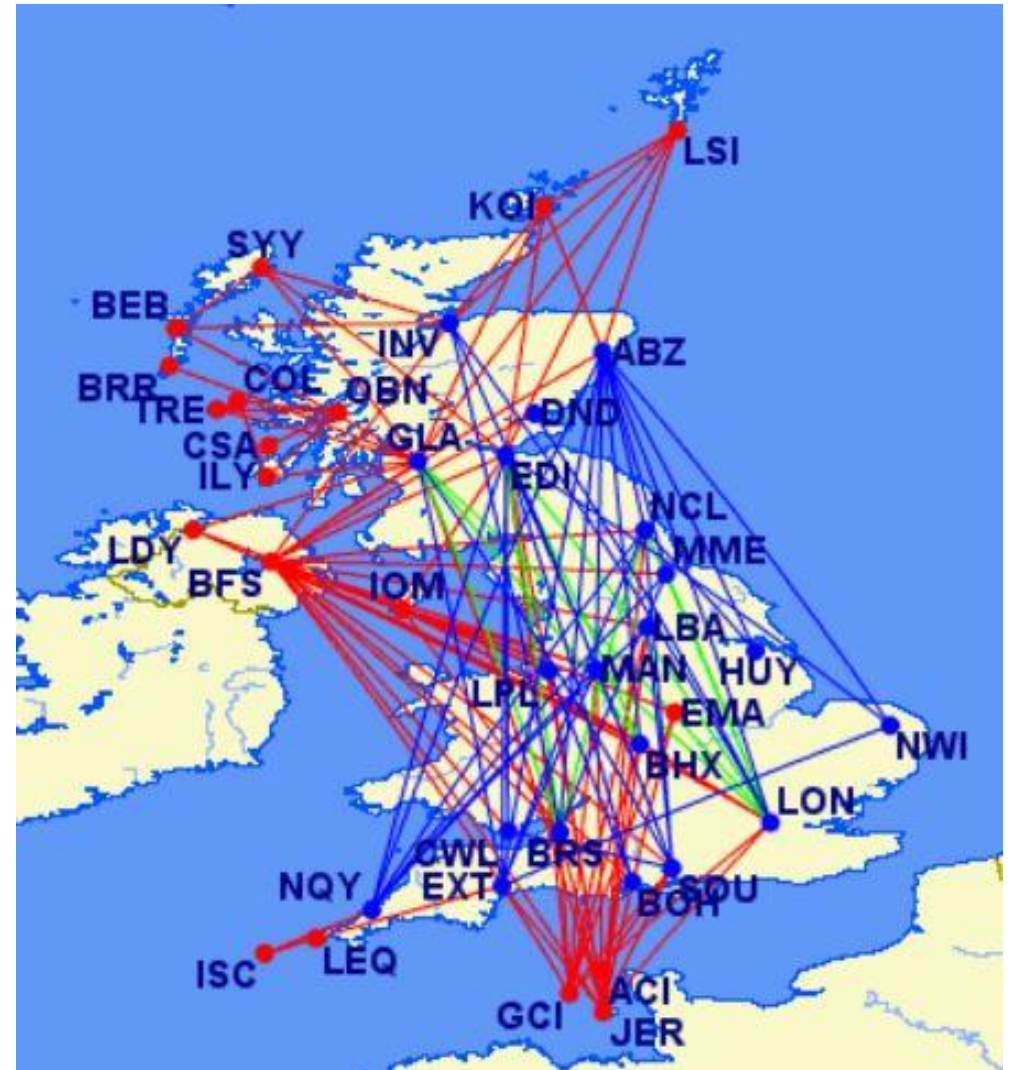 LSI
KOI
SYY
BEB
INV
ABZ
BRR
COL
OBN
TRE
DND
CSA
GLA
ILY
EDI
NCL
LDY
MME
BFS
IOM
LBA
MAN
HUY
LPL
EMA
NWI
BHX
LON
CWL
BRS
NQY
EXT
SOU
BOH
LEQ
ISC
ACI
GCI
JER